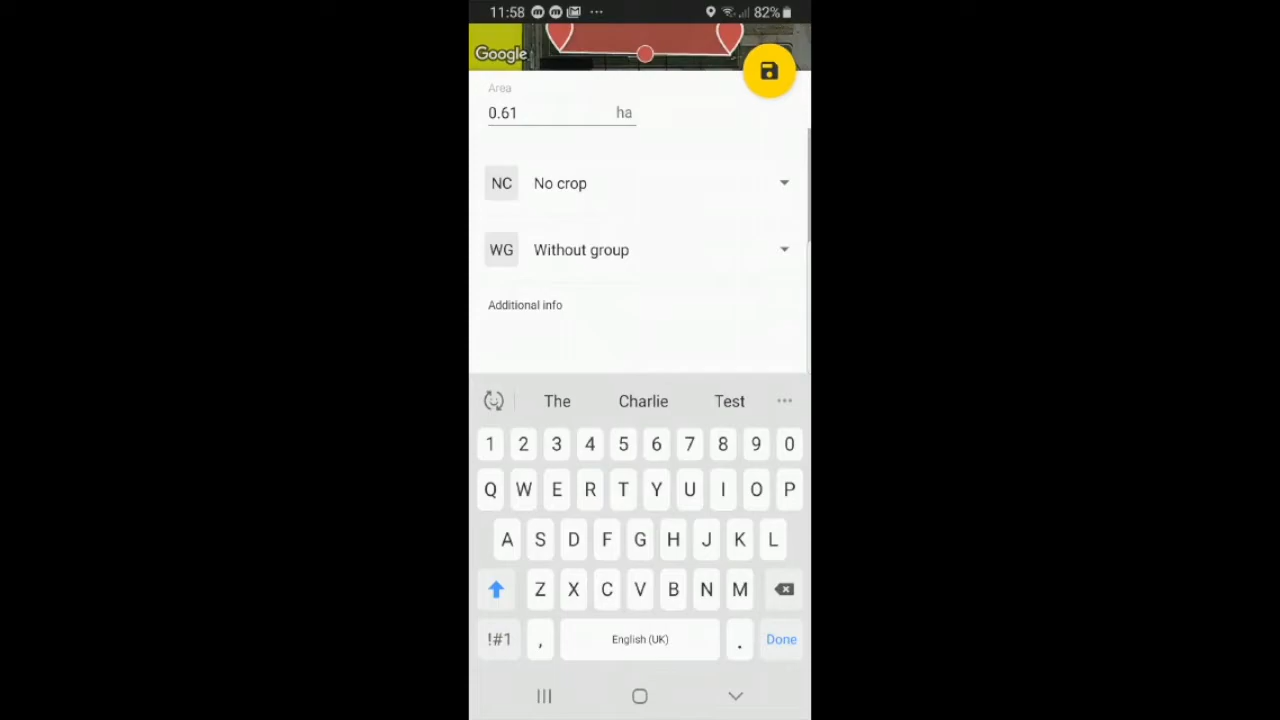 11:58 82%
Google
Area
0.61 ha
NC No crop
WG Without group
Additional info
The Charlie Test
1 2 3 4 5 6 7 8 9 0
Q W E R T Y U I O P
A S D F G H J K L
Z X C V B N M
!#1 , English (UK) . Done